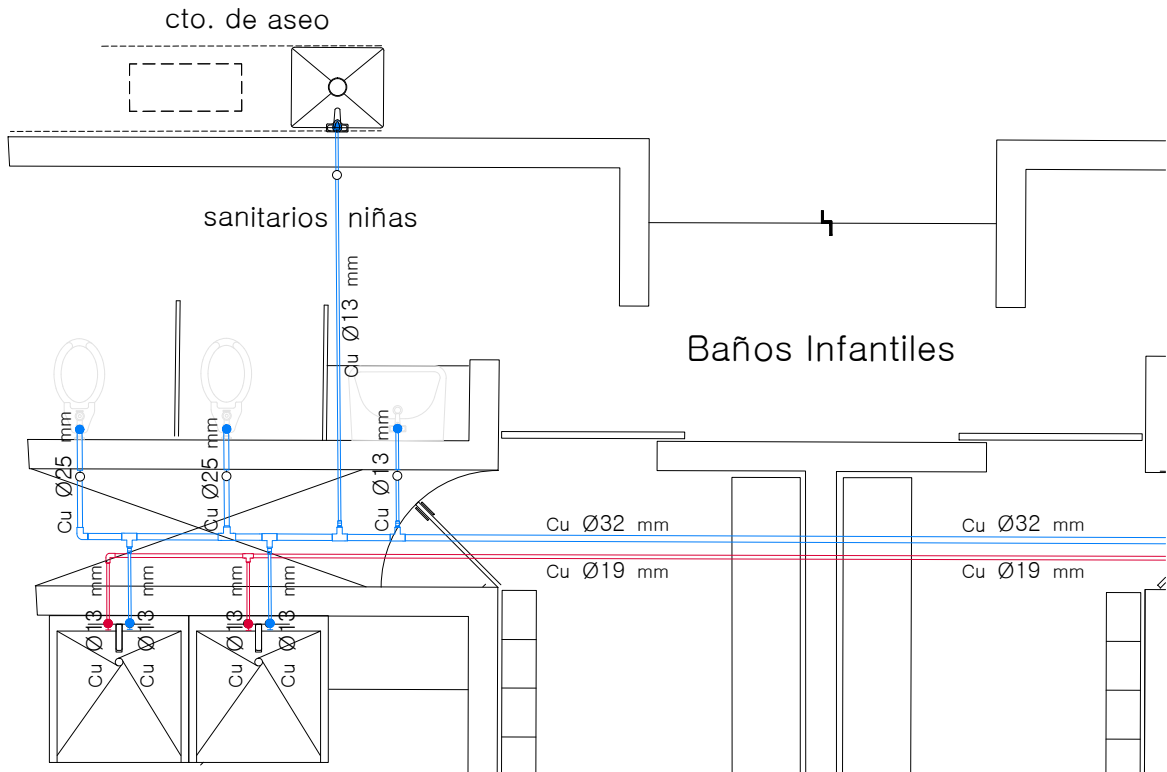 cto. de aseo
sanitarios niñas
Cu Ø13 mm
Baños Infantiles
Cu Ø25 mm
Cu Ø25 mm
Cu Ø13 mm
Cu Ø32 mm
Cu Ø32 mm
Cu Ø19 mm
Cu Ø19 mm
Cu Ø13 mm
Cu Ø13 mm
Cu Ø13 mm
Cu Ø13 mm